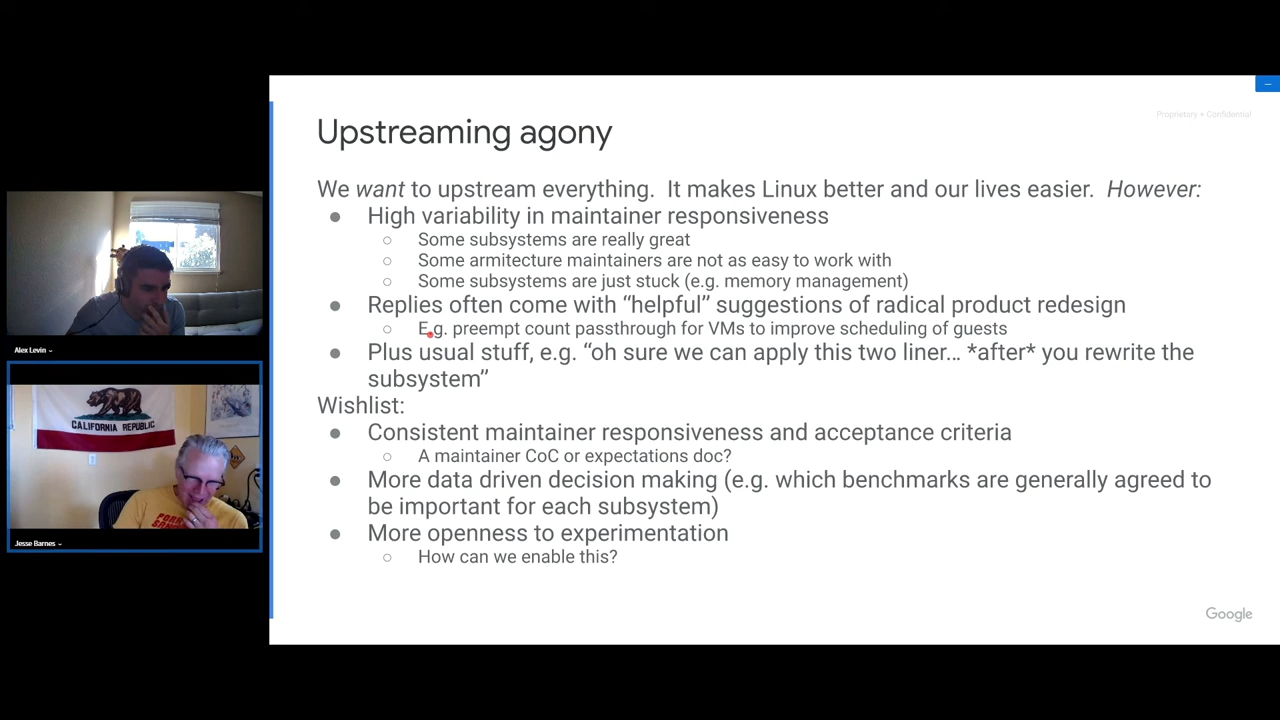 Proprietary + Confidential
Upstreaming agony
We want to upstream everything. It makes Linux better and our lives easier. However:
● High variability in maintainer responsiveness
○ Some subsystems are really great
○ Some armitecture maintainers are not as easy to work with
○ Some subsystems are just stuck (e.g. memory management)
● Replies often come with “helpful” suggestions of radical product redesign
○ E.g. preempt count passthrough for VMs to improve scheduling of guests
● Plus usual stuff, e.g. “oh sure we can apply this two liner… *after* you rewrite the
subsystem”
Wishlist:
● Consistent maintainer responsiveness and acceptance criteria
○ A maintainer CoC or expectations doc?
● More data driven decision making (e.g. which benchmarks are generally agreed to
be important for each subsystem)
● More openness to experimentation
○ How can we enable this?
Google
Alex Levin
CALIFORNIA REPUBLIC
Jesse Barnes